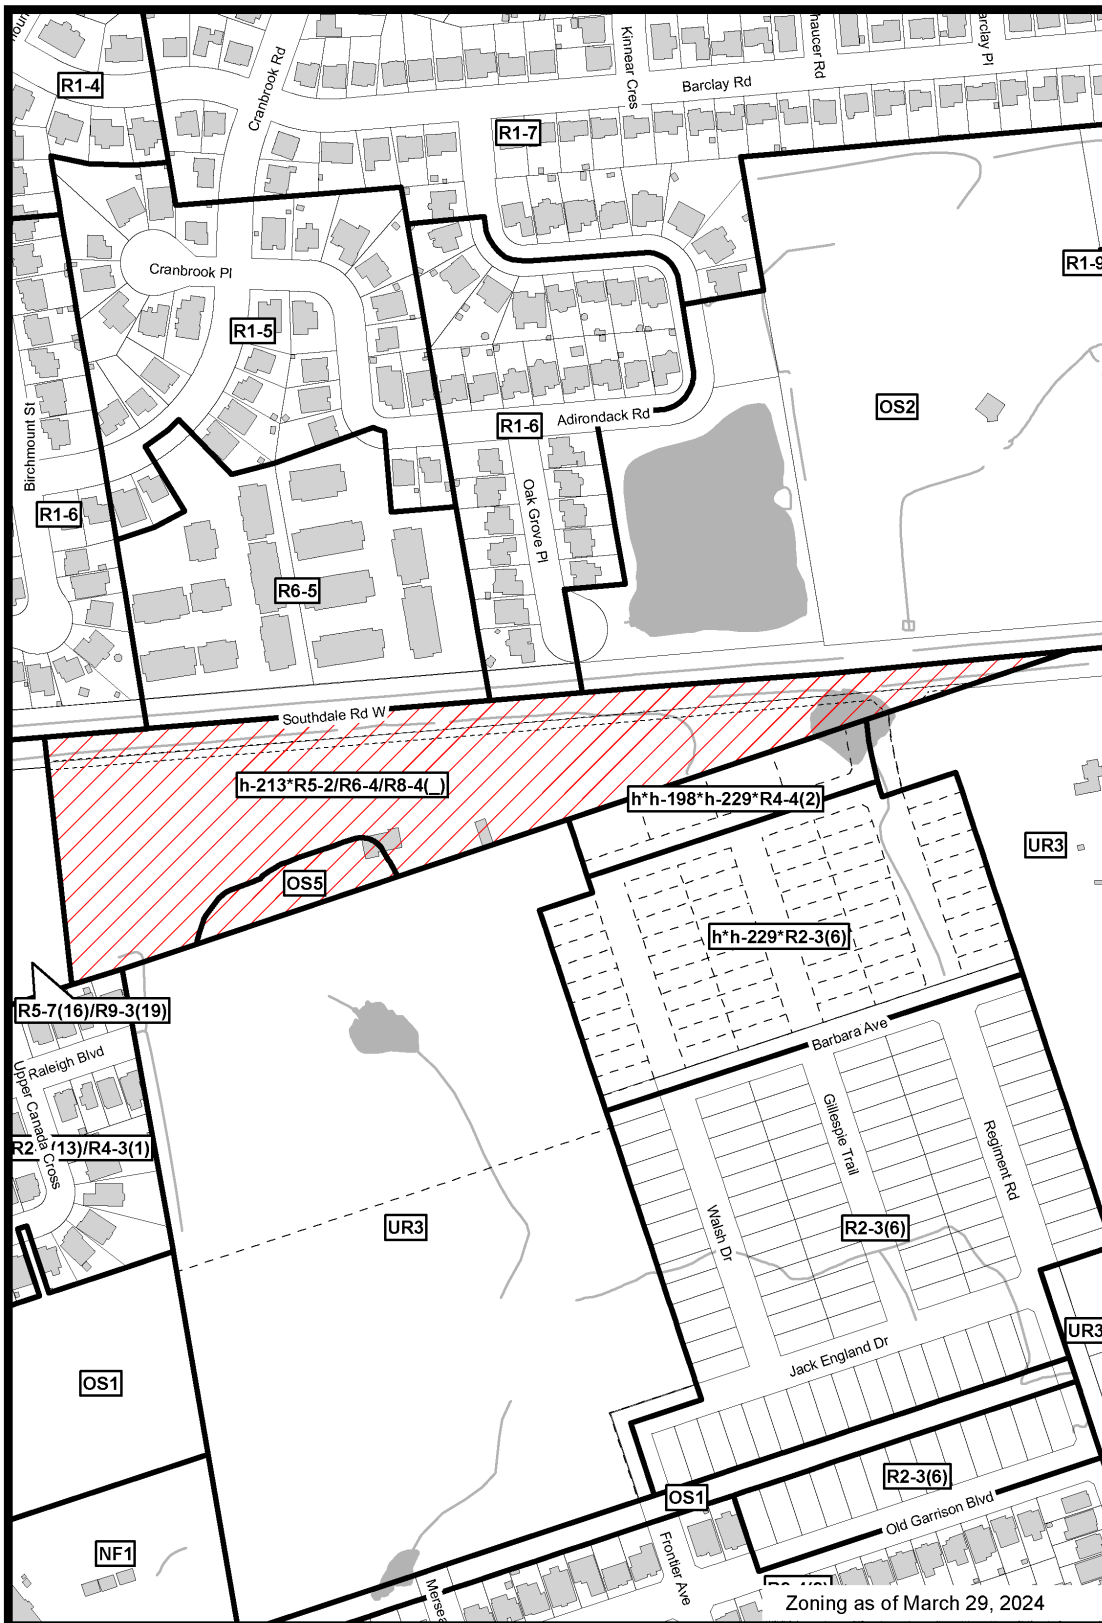 R1-4
Cranbrook Rd
Kinnear Cres
Barclay Rd
R1-7
Cranbrook Pl
R1-9
R1-5
Birchmount St
OS2
Adirondack Rd
R1-6
R1-6
Oak Grove Pl
R6-5
Southdale Rd W
h-213*R5-2/R6-4/R8-4(_)
h*h-198*h-229*R4-4(2)
UR3
OS5
h*h-229*R2-3(6)
R5-7(16)/R9-3(19)
Raleigh Blvd
Barbara Ave
Upper Canada Cross
Gillespie Trail
Regiment Rd
(13)/R4-3(1)
UR3
Walsh Dr
R2-3(6)
UR3
Jack England Dr
OS1
R2-3(6)
OS1
Old Garrison Blvd
NF1
Frontier Ave
Zoning as of March 29, 2024